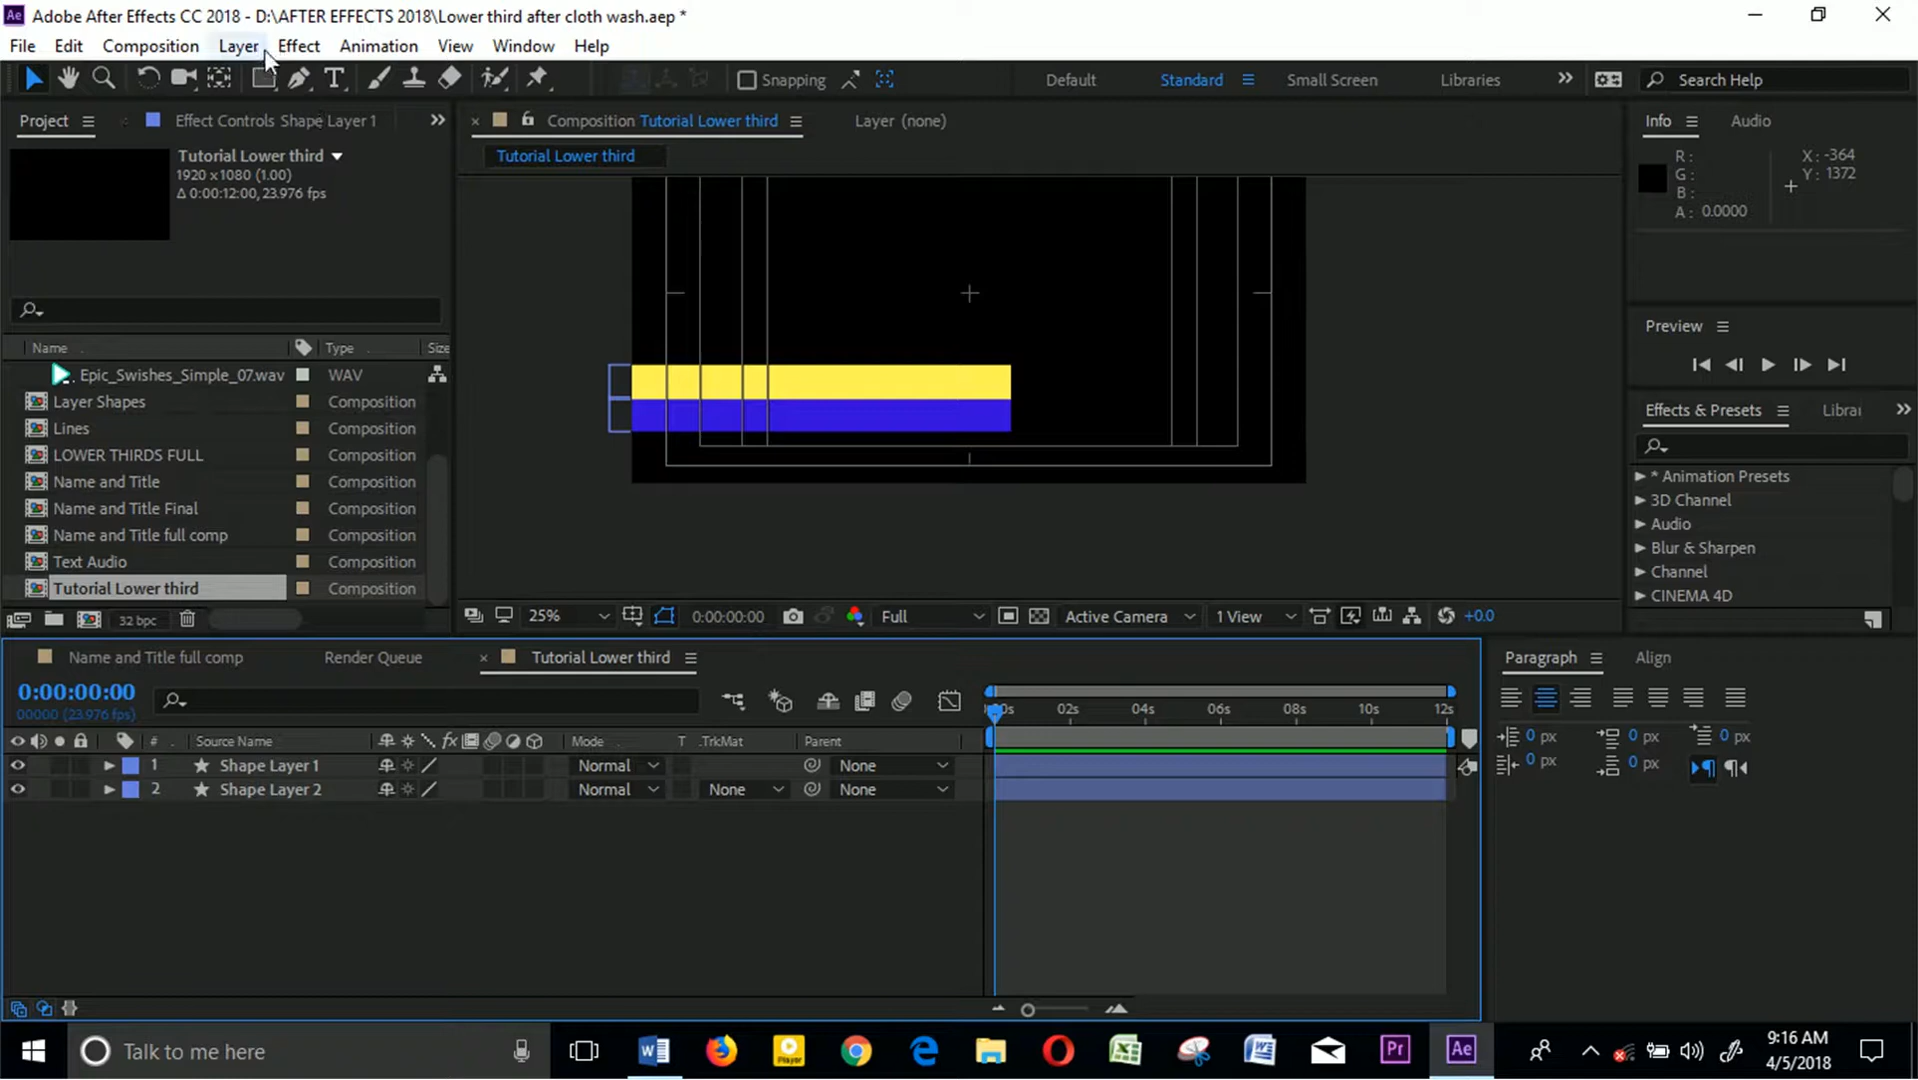 Ae Adobe After Effects CC 2018 - D:\AFTER EFFECTS 2018\Lower third after cloth wash.aep *
File Edit Composition Layer Effect Animation View Window Help
Snapping Default Standard Small Screen Libraries Search Help
Project Effect Controls Shape Layer 1 Composition Tutorial Lower third Layer (none) Info Audio
Tutorial Lower third
1920 x1080 (1.00)
Δ 0:00:12:00, 23.976 fps
Tutorial Lower third
R:
G:
B:
A: 0.0000
X: -364
Y: 1372
Preview
Effects & Presets Librai
* Animation Presets
3D Channel
Audio
Blur & Sharpen
Channel
CINEMA 4D
Name Type Size
Epic_Swishes_Simple_07.wav WAV
Layer Shapes Composition
Lines Composition
LOWER THIRDS FULL Composition
Name and Title Composition
Name and Title Final Composition
Name and Title full comp Composition
Text Audio Composition
Tutorial Lower third Composition
32 bpc
25% 0:00:00:00 Full Active Camera 1 View +0.0
Name and Title full comp Render Queue Tutorial Lower third
Paragraph Align
0:00:00:00
00000 (23.976 fps)
02s 04s 06s 08s 10s 12s
# Source Name fx Mode T .TrkMat Parent
1 Shape Layer 1 Normal None
2 Shape Layer 2 Normal None None
0 px 0 px 0 px
0 px 0 px
Talk to me here
Player
Pr
Ae
9:16 AM
4/5/2018